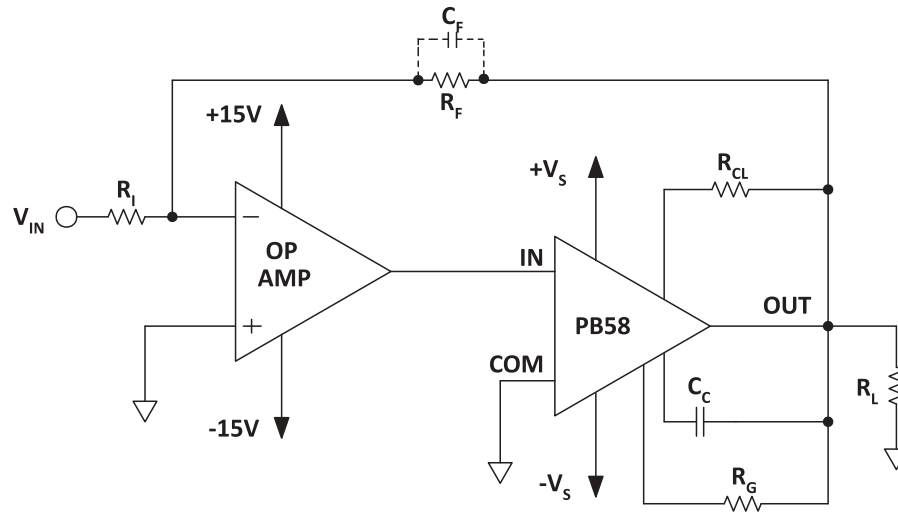 C_F
R_F
+15V
+V_S
R_CL
R_I
V_IN
−
OP
AMP
IN
OUT
PB58
+
COM
C_C
R_L
-15V
-V_S
R_G